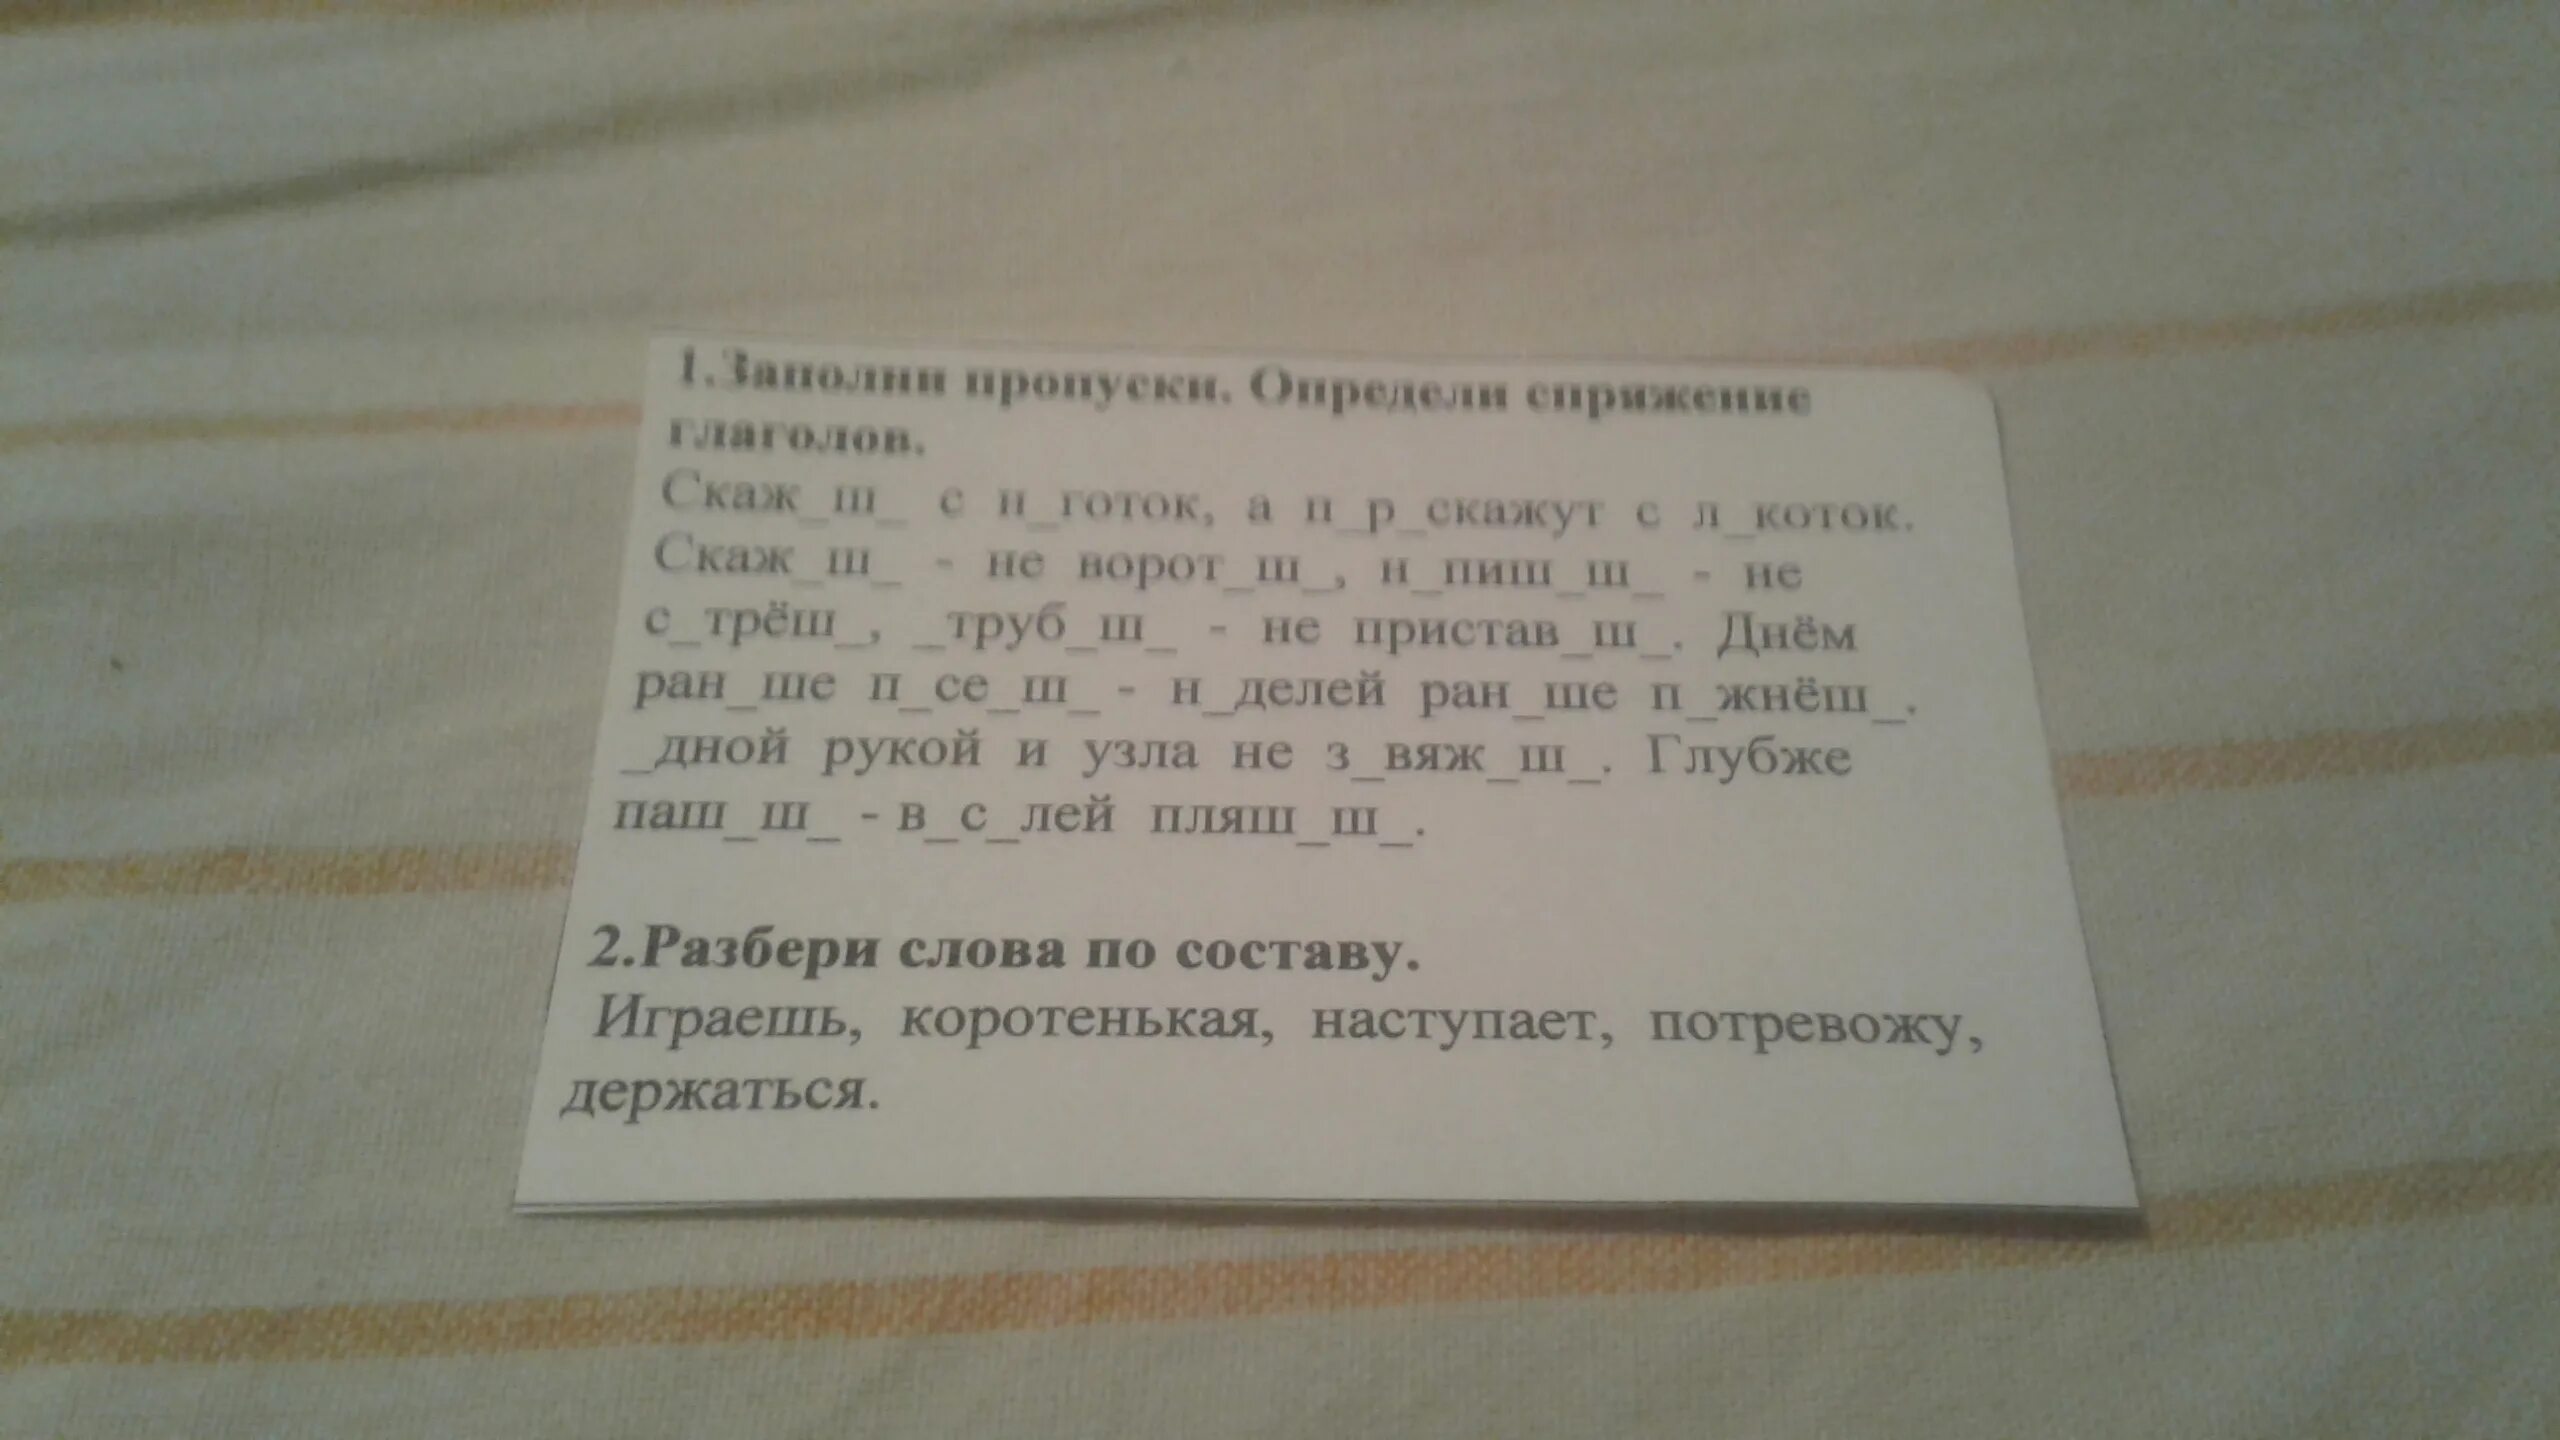 1.Заполни пропуски. Определи спряжение
глаголов.
Скаж_ш_ с н_готок, а п_р_скажут с л_коток.
Скаж_ш_ - не ворот_ш_, н_пиш_ш_ - не
с_трёш_, _труб_ш_ - не пристав_ш_. Днём
ран_ше п_се_ш_ - н_делей ран_ше п_жнёш_.
_дной рукой и узла не з_вяж_ш_. Глубже
паш_ш_ - в_с_лей пляш_ш_.
2.Разбери слова по составу.
Играешь, коротенькая, наступает, потревожу,
держаться.